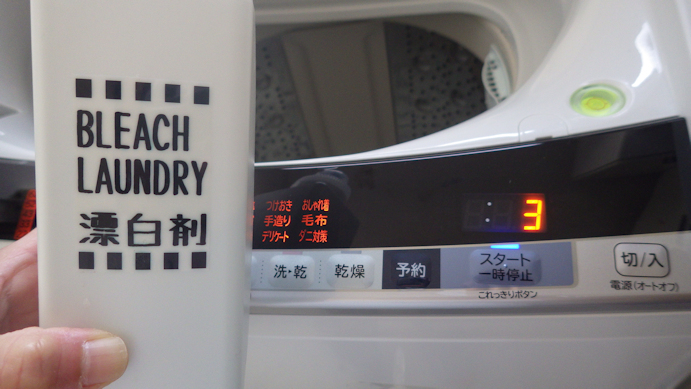 BLEACH
LAUNDRY
漂白剤
つけおき おしゃれ着
手造り 毛布
デリケート ダニ対策
: 3
洗・乾 乾燥 予約
スタート
一時停止
これっきりボタン
切/入
電源(オートオフ)